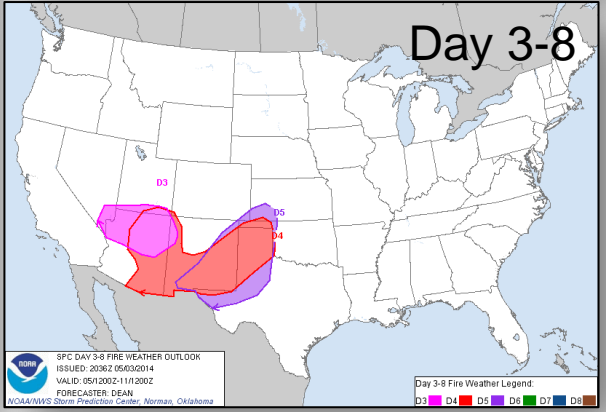 Day 3-8
D3
D5
D4
NOAA
SPC DAY 3-8 FIRE WEATHER OUTLOOK
ISSUED: 2036Z 05/03/2014
VALID: 05/1200Z-11/1200Z
FORECASTER: DEAN
NOAA/NWS Storm Prediction Center, Norman, Oklahoma
Day 3-8 Fire Weather Legend:
D3 D4 D5 D6 D7 D8